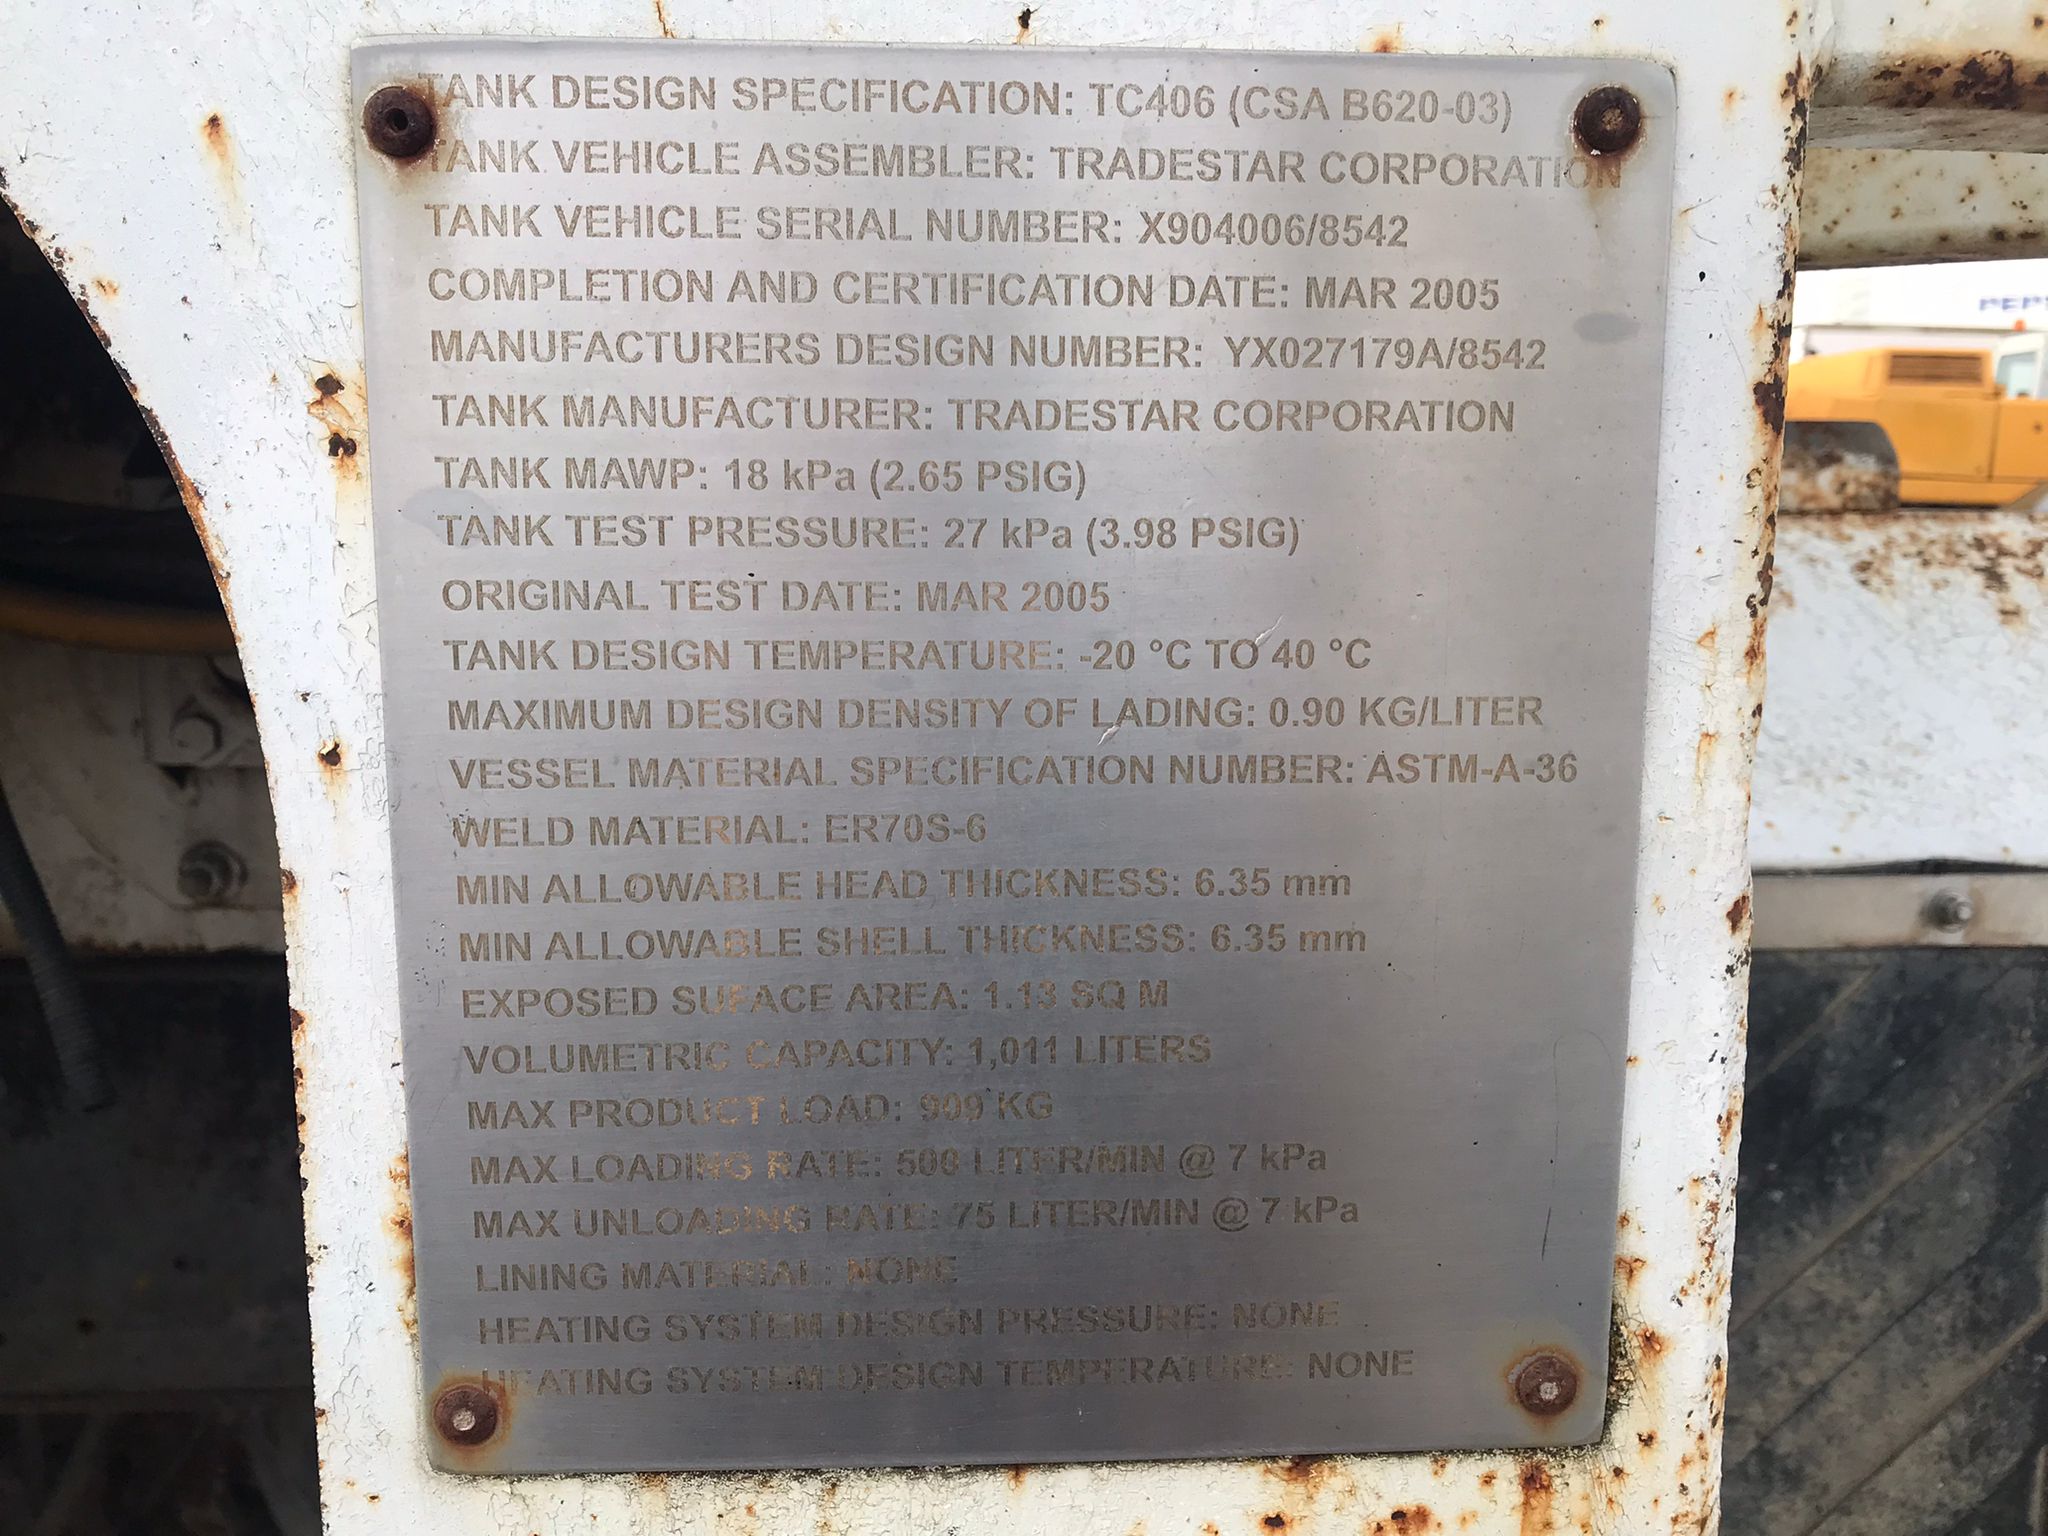 TANK DESIGN SPECIFICATION: TC406 (CSA B620-03)
TANK VEHICLE ASSEMBLER: TRADESTAR CORPORATION
TANK VEHICLE SERIAL NUMBER: X904006/8542
COMPLETION AND CERTIFICATION DATE: MAR 2005
MANUFACTURERS DESIGN NUMBER: YX027179A/8542
TANK MANUFACTURER: TRADESTAR CORPORATION
TANK MAWP: 18 kPa (2.65 PSIG)
TANK TEST PRESSURE: 27 kPa (3.98 PSIG)
ORIGINAL TEST DATE: MAR 2005
TANK DESIGN TEMPERATURE: -20 °C TO 40 °C
MAXIMUM DESIGN DENSITY OF LADING: 0.90 KG/LITER
VESSEL MATERIAL SPECIFICATION NUMBER: ASTM-A-36
WELD MATERIAL: ER70S-6
MIN ALLOWABLE HEAD THICKNESS: 6.35 mm
MIN ALLOWABLE SHELL THICKNESS: 6.35 mm
EXPOSED SUFACE AREA: 1.13 SQ M
VOLUMETRIC CAPACITY: 1,011 LITERS
MAX PRODUCT LOAD: 909 KG
MAX LOADING RATE: 500 LITER/MIN @ 7 kPa
MAX UNLOADING RATE: 75 LITER/MIN @ 7 kPa
LINING MATERIAL: NONE
HEATING SYSTEM DESIGN PRESSURE: NONE
HEATING SYSTEM DESIGN TEMPERATURE: NONE